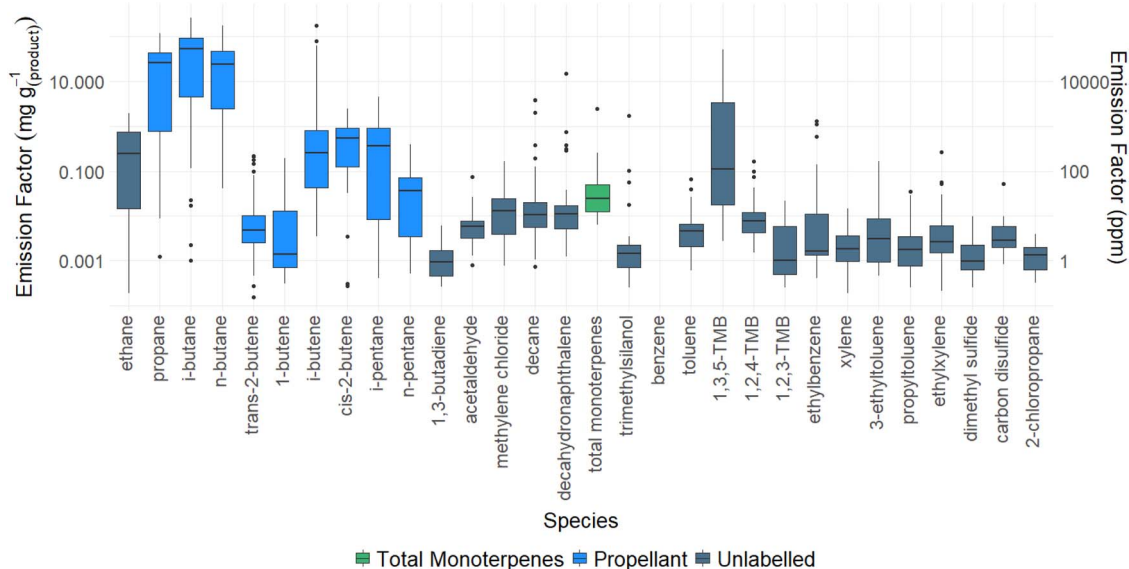 Emission Factor (mg g⁻¹(product))
10.000
0.100
0.001
Emission Factor (ppm)
10000
100
1
ethane
propane
i-butane
n-butane
trans-2-butene
1-butene
i-butene
cis-2-butene
i-pentane
n-pentane
1,3-butadiene
acetaldehyde
methylene chloride
decane
decahydronaphthalene
total monoterpenes
trimethylsilanol
benzene
toluene
1,3,5-TMB
1,2,4-TMB
1,2,3-TMB
ethylbenzene
xylene
3-ethyltoluene
propyltoluene
ethylxylene
dimethyl sulfide
carbon disulfide
2-chloropropane
Species
Total Monoterpenes Propellant Unlabelled